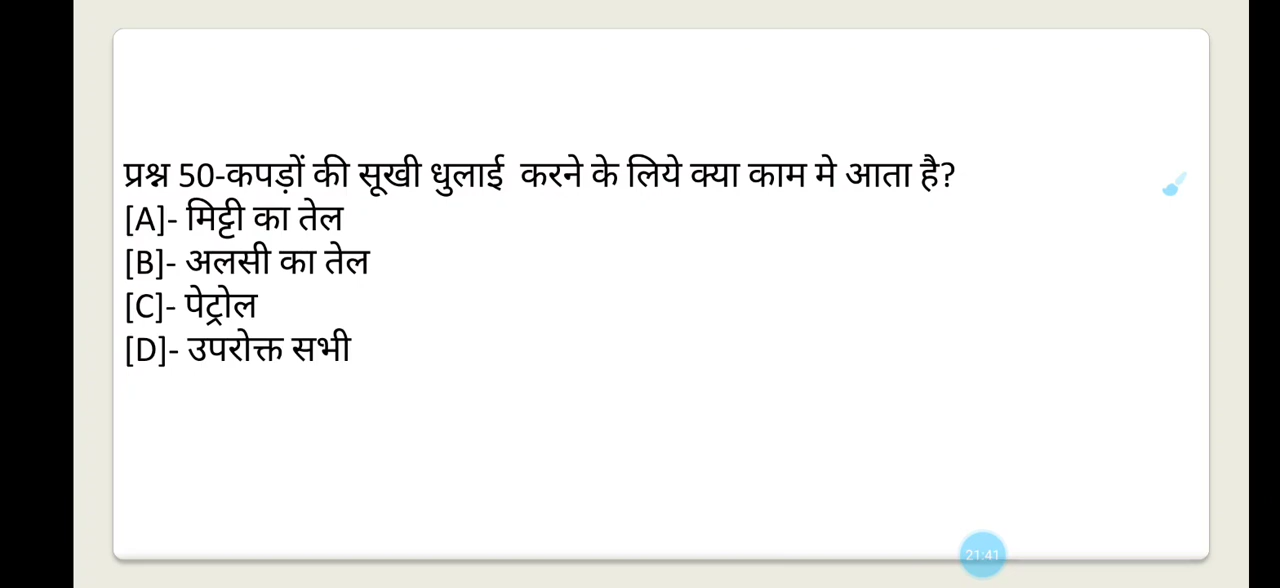 प्रश्न 50-कपड़ों की सूखी धुलाई  करने के लिये क्या काम मे आता है?
[A]- मिट्टी का तेल
[B]- अलसी का तेल
[C]- पेट्रोल
[D]- उपरोक्त सभी
21:41